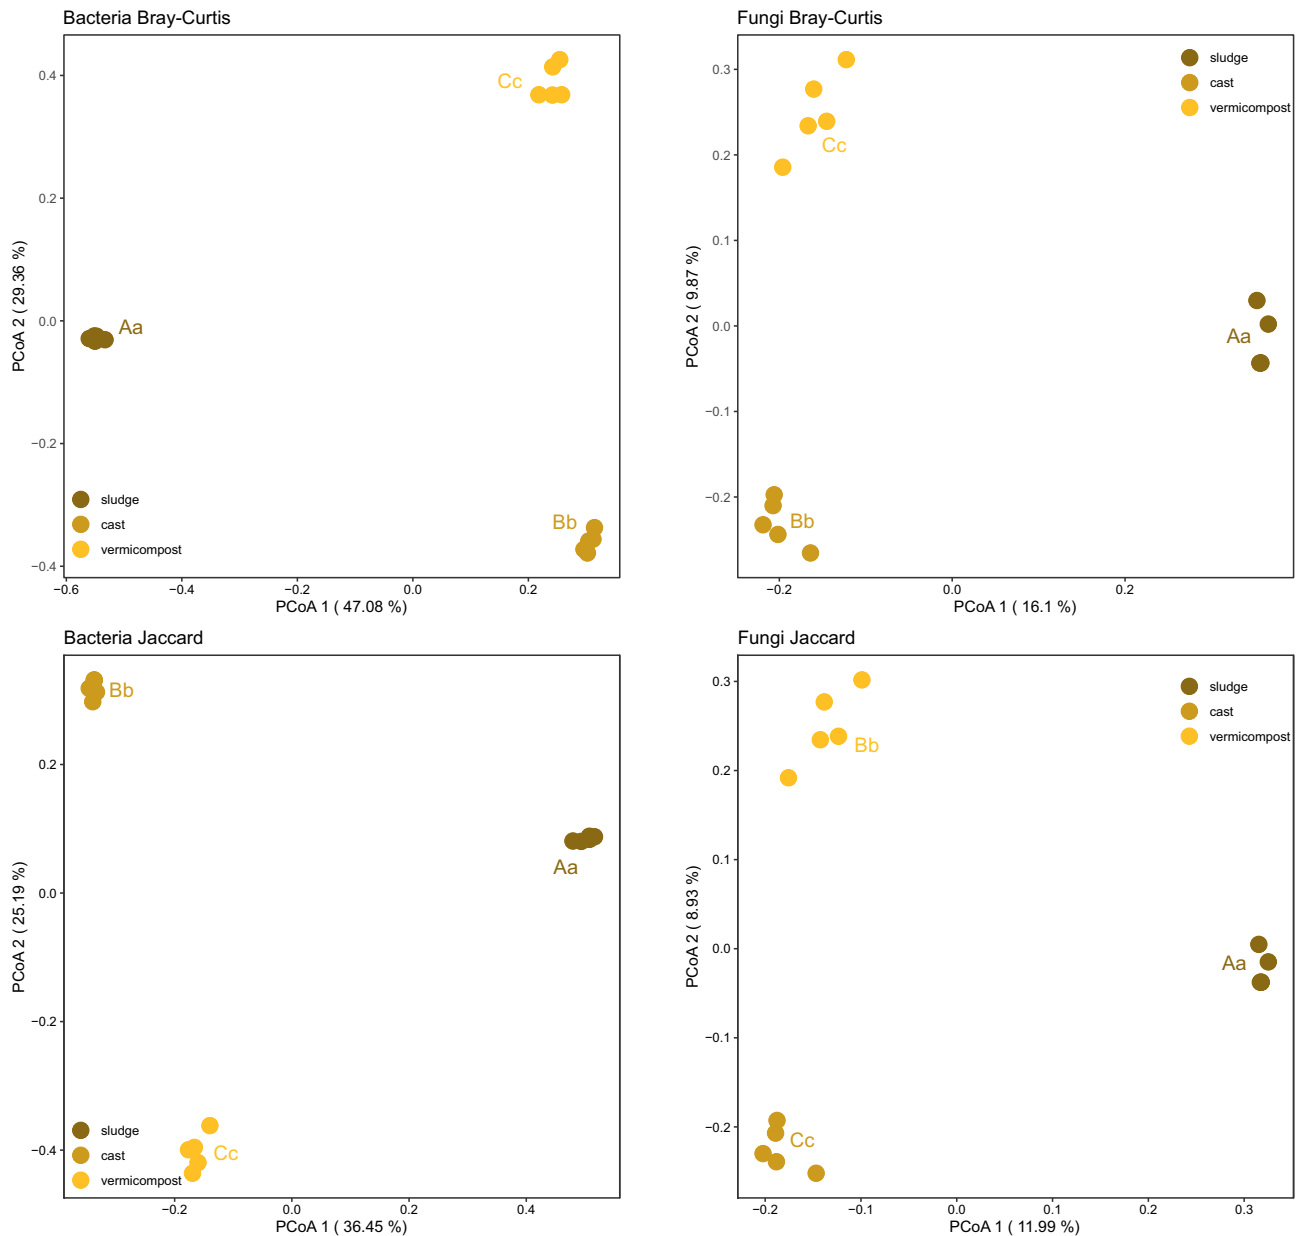 Bacteria Bray-Curtis
Cc
Aa
Bb
sludge
cast
vermicompost
0.4
0.2
0.0
−0.2
−0.4
−0.6
−0.4
−0.2
0.0
0.2
PCoA 2 ( 29.36 %)
PCoA 1 ( 47.08 %)
Fungi Bray-Curtis
sludge
cast
vermicompost
Cc
Aa
Bb
0.3
0.2
0.1
0.0
−0.1
−0.2
−0.2
0.0
0.2
PCoA 2 ( 9.87 %)
PCoA 1 ( 16.1 %)
Bacteria Jaccard
Bb
Aa
Cc
sludge
cast
vermicompost
0.2
0.0
−0.2
−0.4
−0.2
0.0
0.2
0.4
PCoA 2 ( 25.19 %)
PCoA 1 ( 36.45 %)
Fungi Jaccard
sludge
cast
vermicompost
Bb
Aa
Cc
0.3
0.2
0.1
0.0
−0.1
−0.2
−0.2
−0.1
0.0
0.1
0.2
0.3
PCoA 2 ( 8.93 %)
PCoA 1 ( 11.99 %)